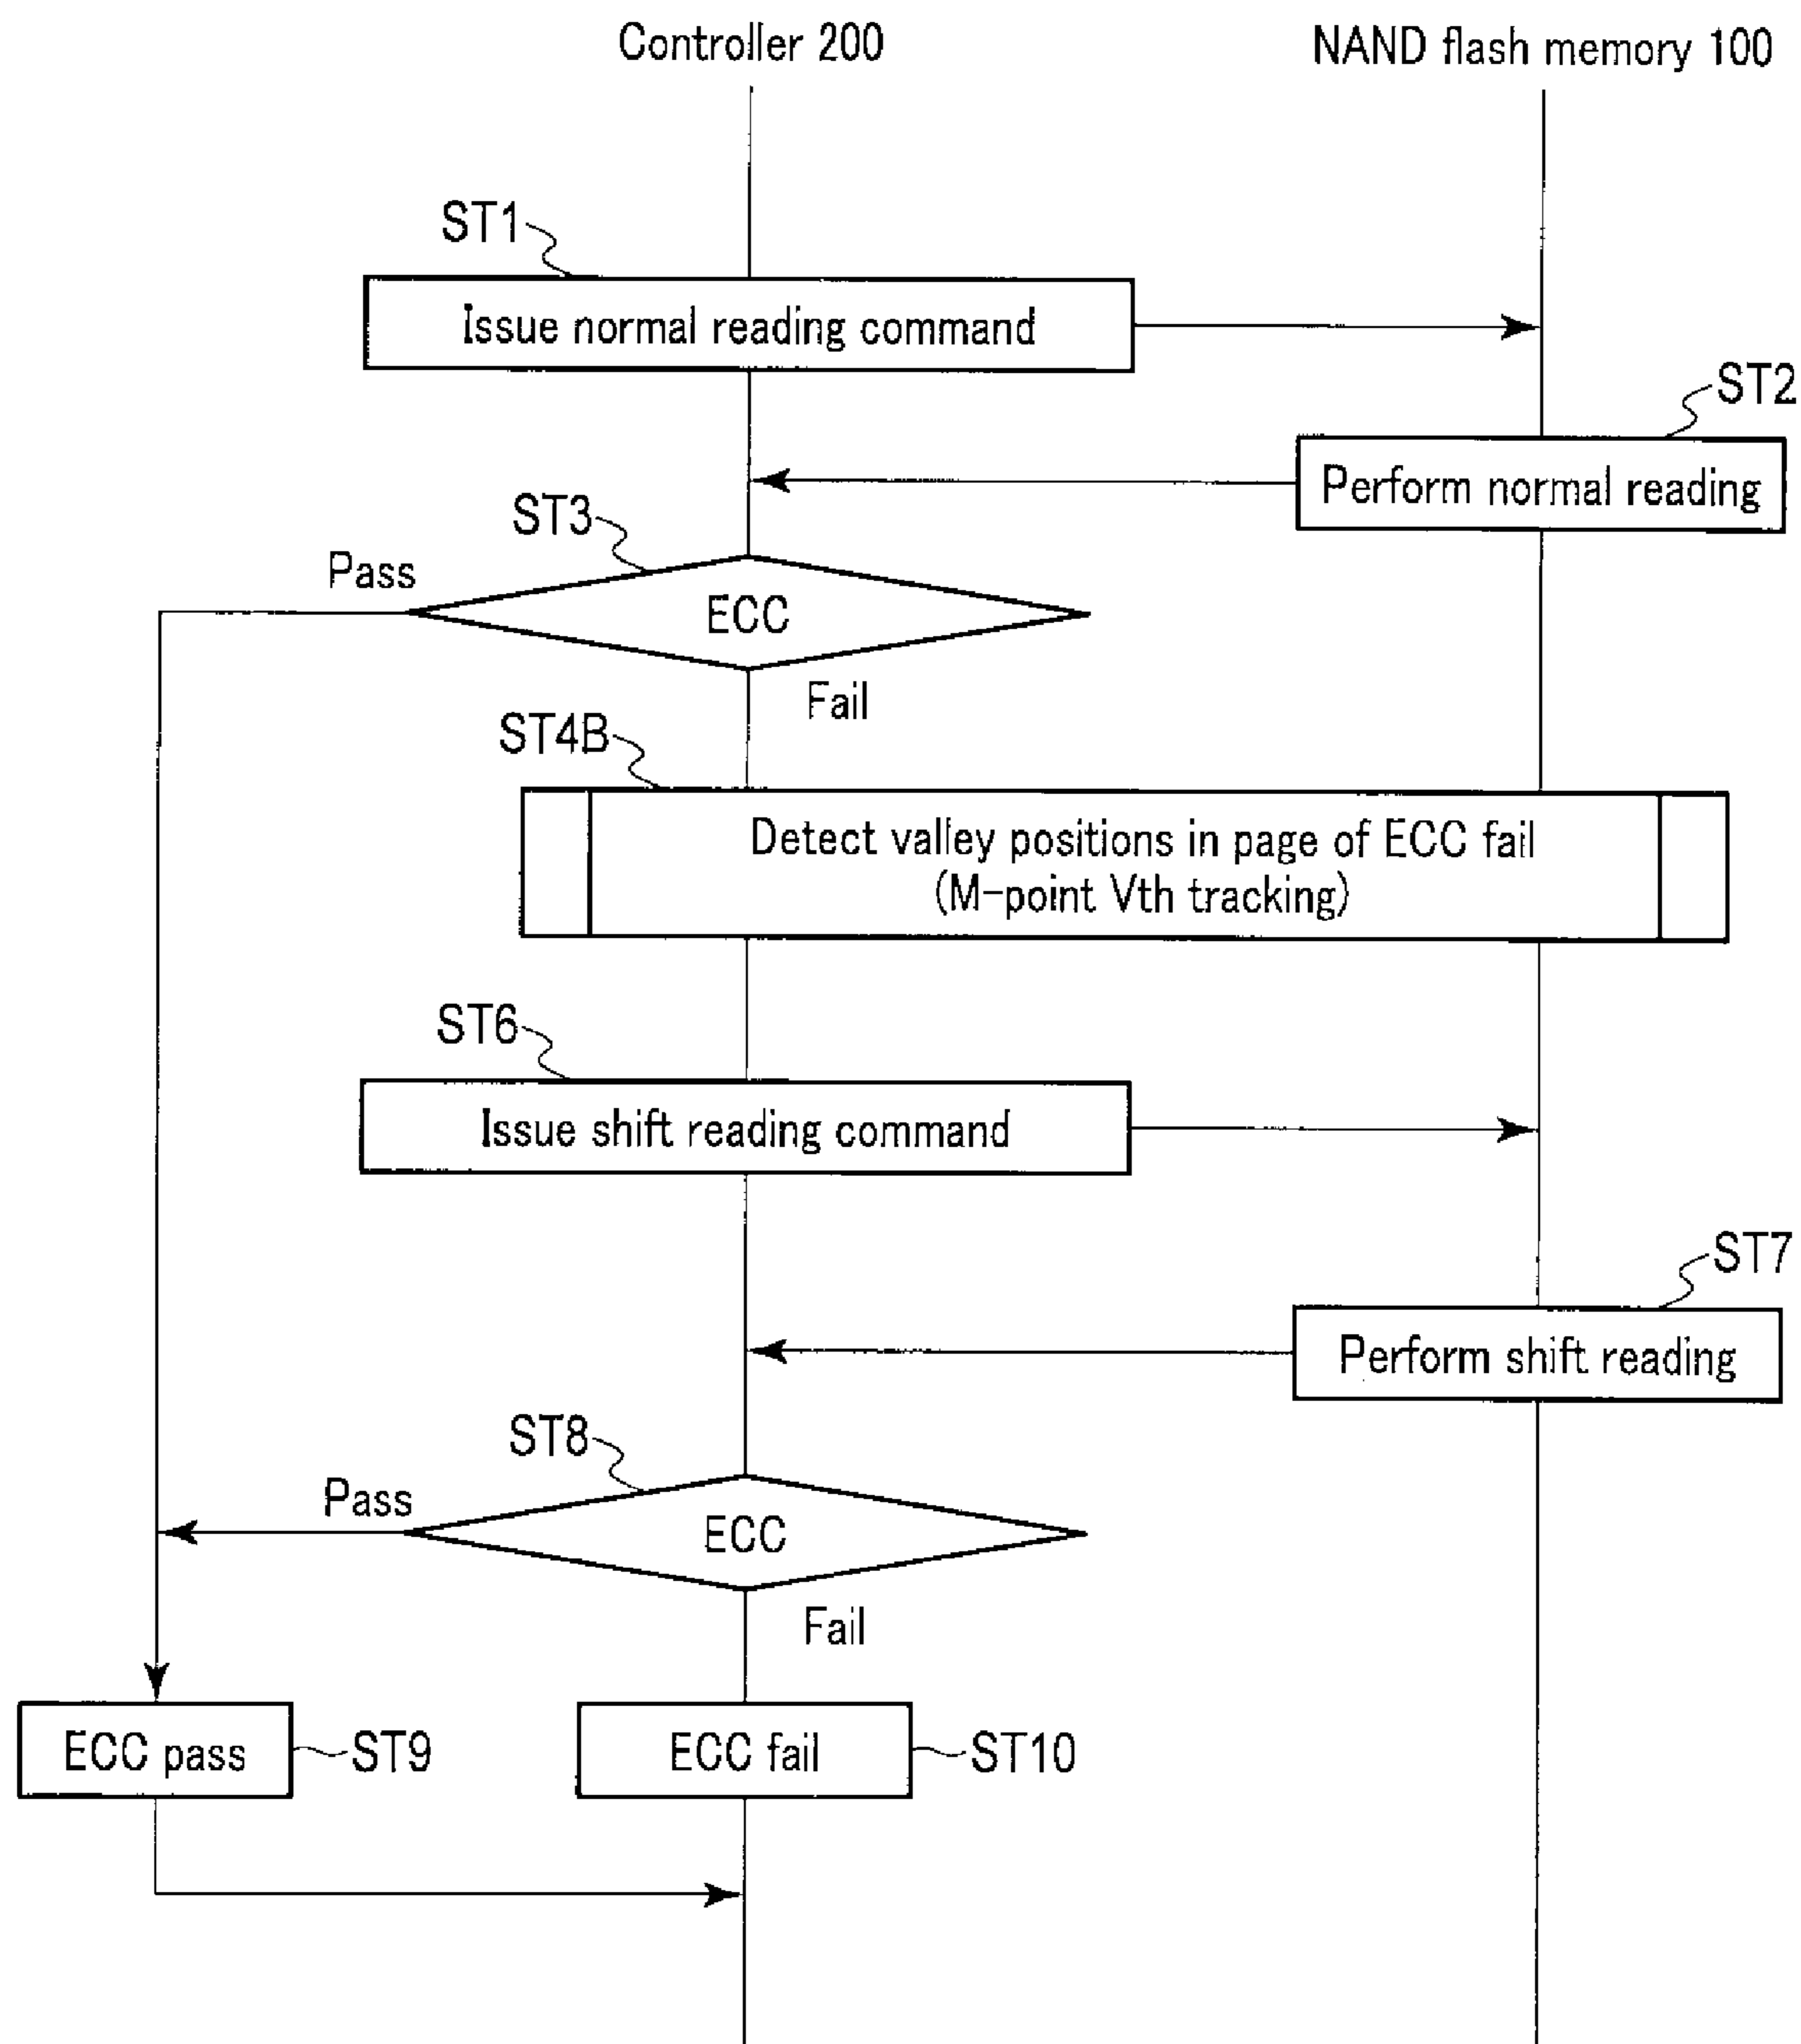 Controller 200
NAND flash memory 100
ST1
Issue normal reading command
ST2
Perform normal reading
ST3
Pass
ECC
Fail
ST4B
Detect valley positions in page of ECC fail
(M-point Vth tracking)
ST6
Issue shift reading command
ST7
Perform shift reading
ST8
Pass
ECC
Fail
ECC pass
ST9
ECC fail
ST10